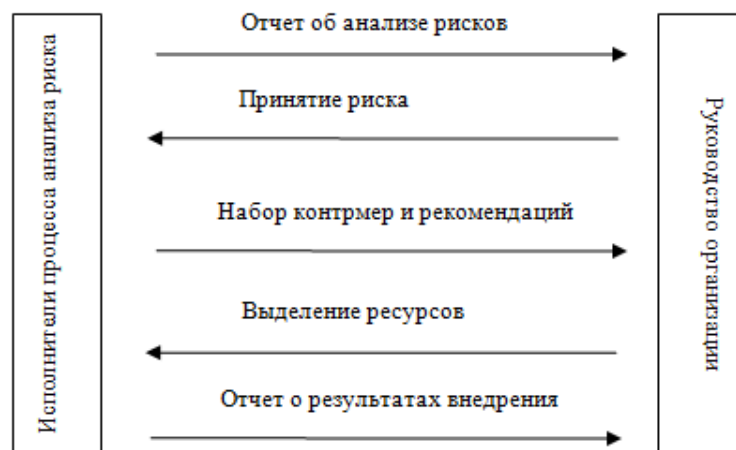 Отчет об анализе рисков
Принятие риска
Набор контрмер и рекомендаций
Выделение ресурсов
Отчет о результатах внедрения
Исполнители процесса анализа риска
Руководство организации